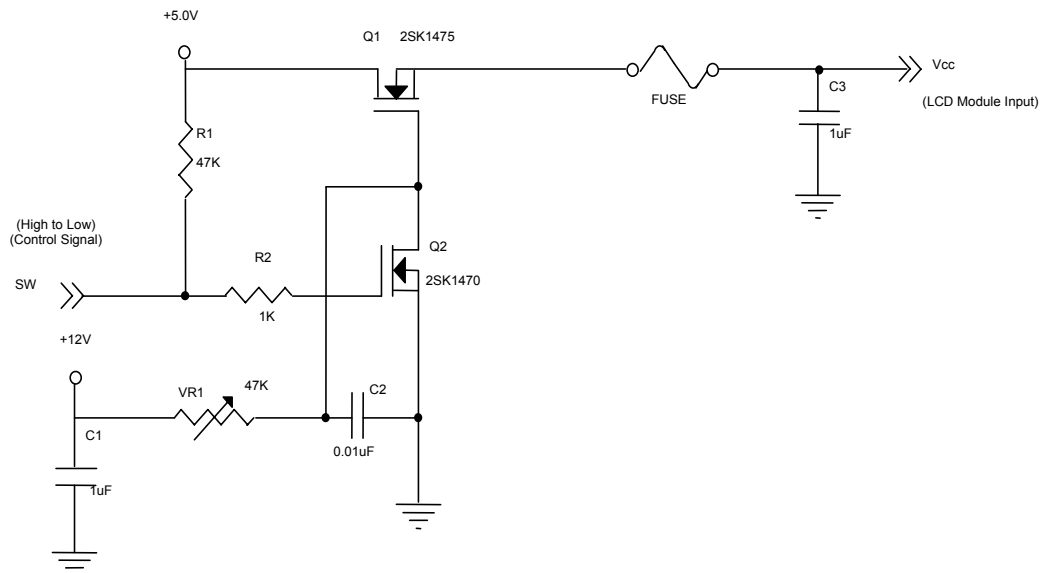 +5.0V
Q1 2SK1475
Vcc
FUSE
C3
(LCD Module Input)
R1
47K
1uF
(High to Low)
(Control Signal)
Q2
R2
SW
2SK1470
1K
+12V
VR1
47K
C2
C1
0.01uF
1uF